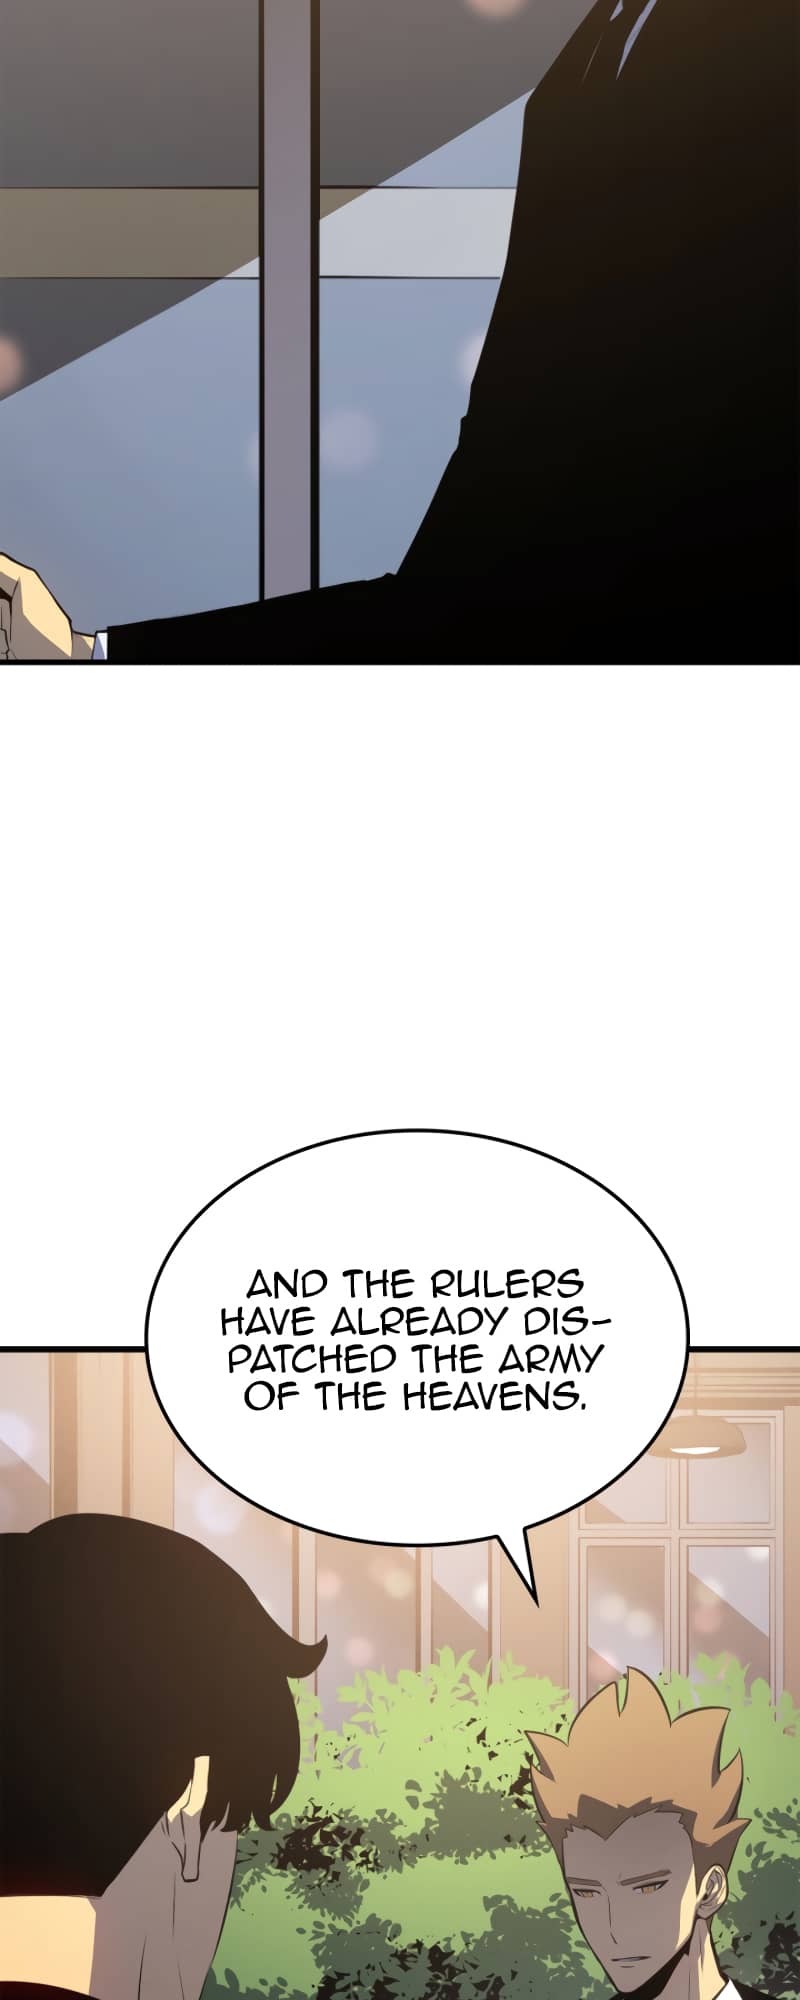 AND THE RULERS
HAVE ALREADY DIS-
PATCHED THE ARMY
OF THE HEAVENS.